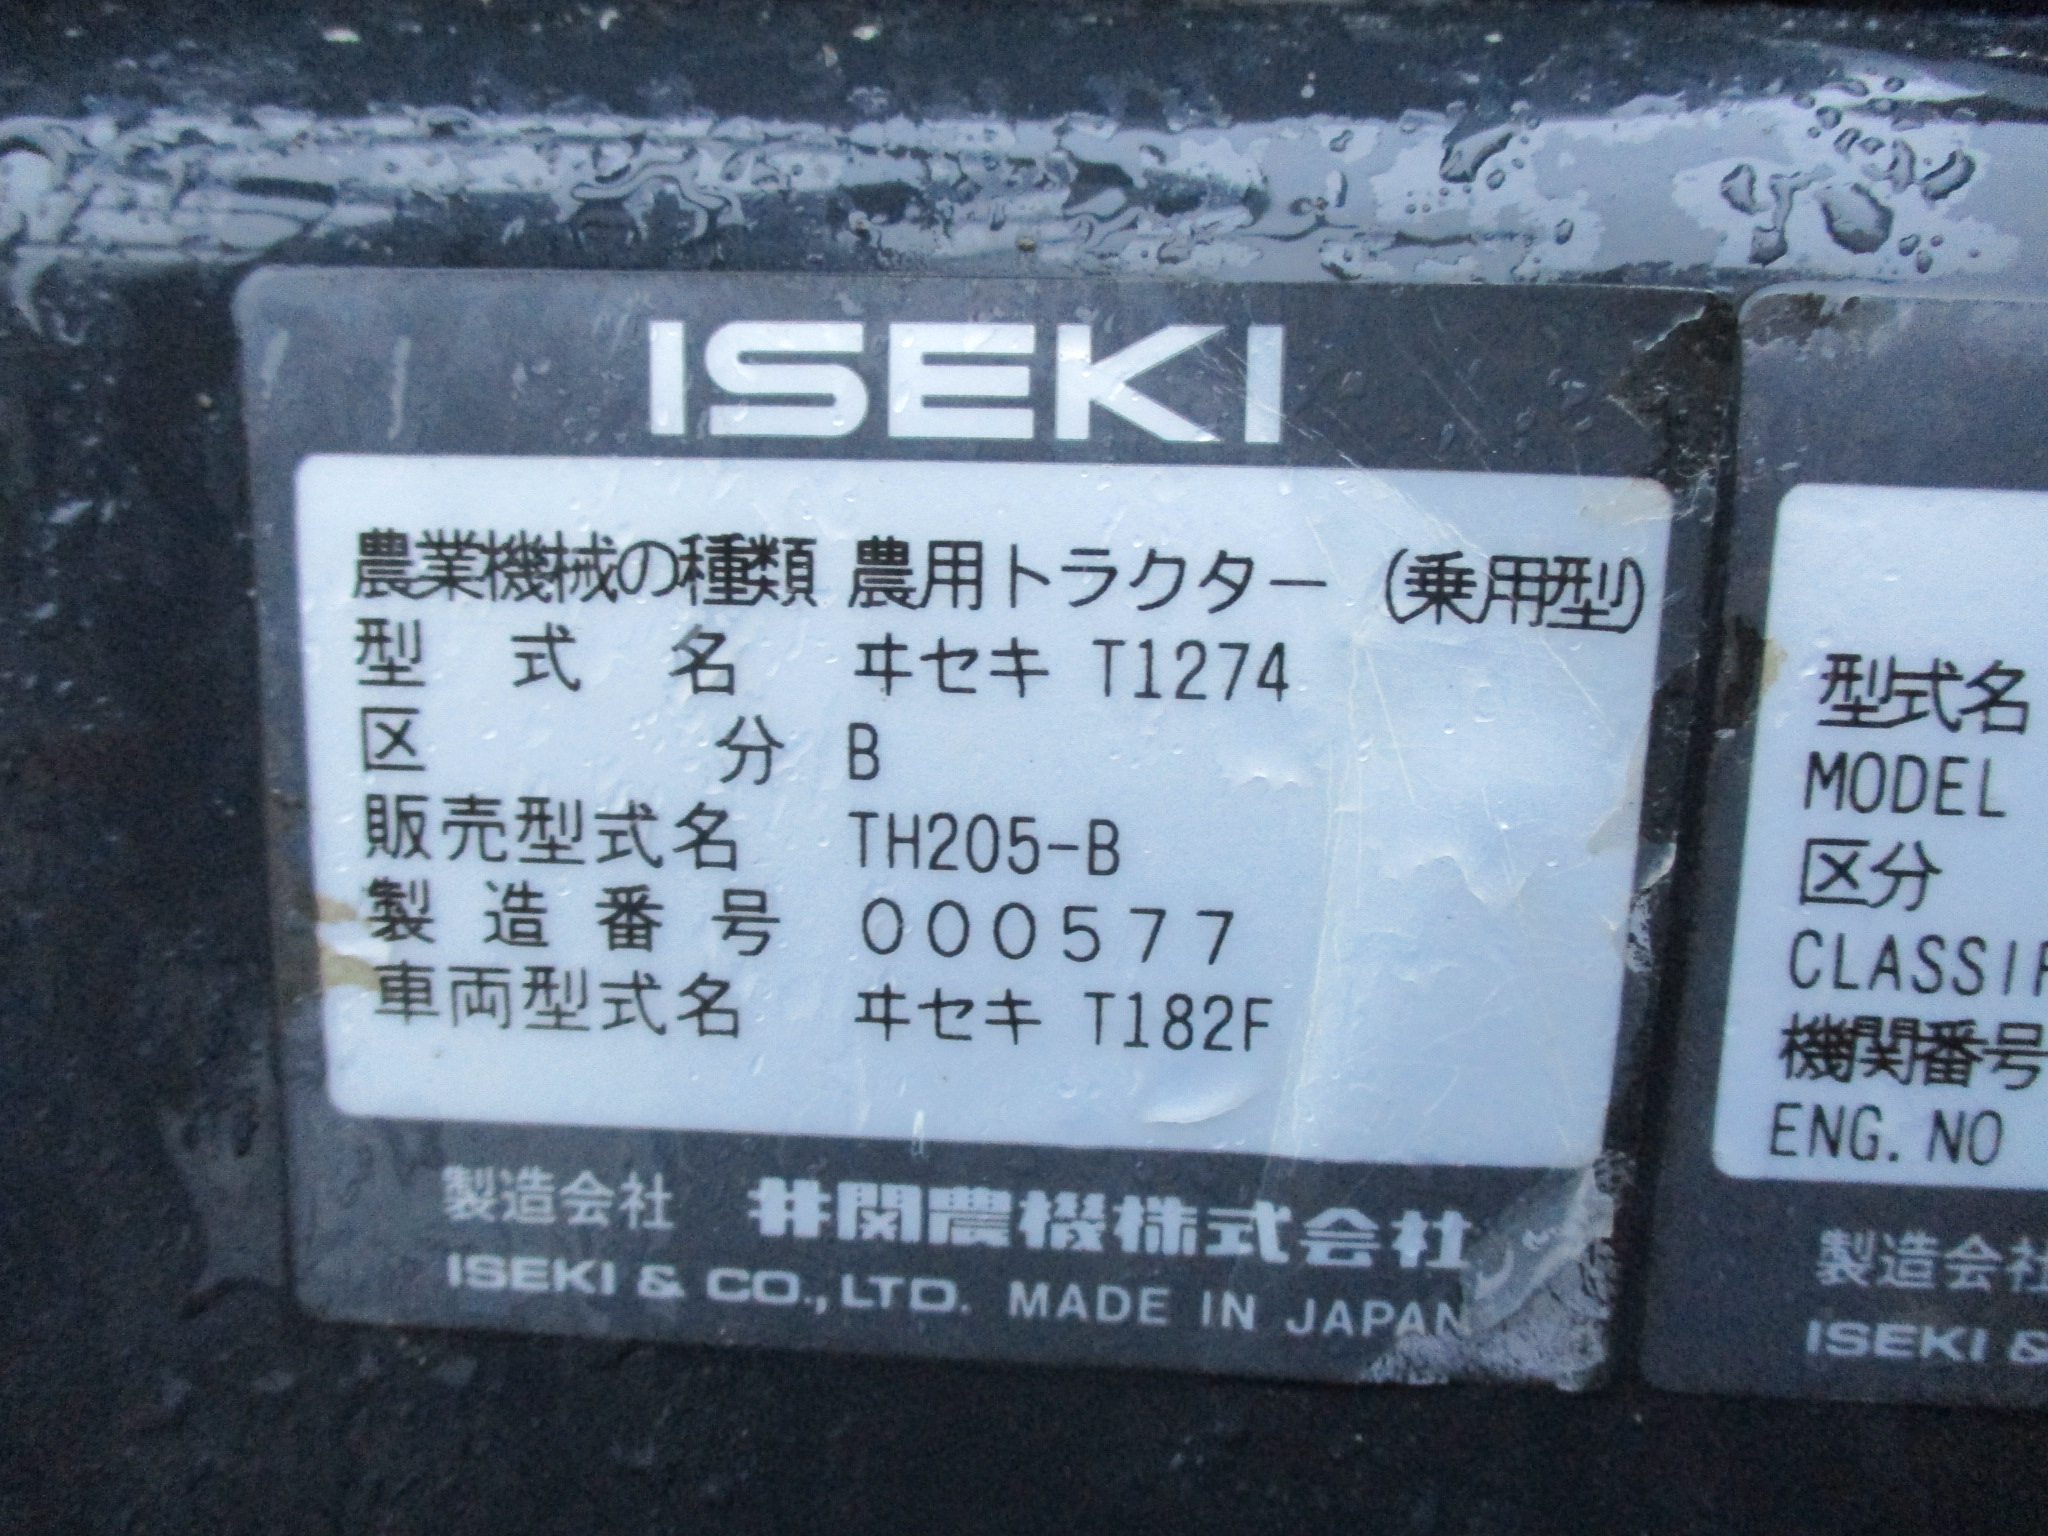 ISEKI
農業機械の種類 農用トラクター (乗用型)
型式名 ヰセキ T1274
区分 B
販売型式名 TH205-B
製造番号 000577
車両型式名 ヰセキ T182F
製造会社 井関農機株式会社
ISEKI & CO., LTD. MADE IN JAPAN
型式名
MODEL
区分
CLASSIF
機関番号
ENG. NO
製造会社
ISEKI &